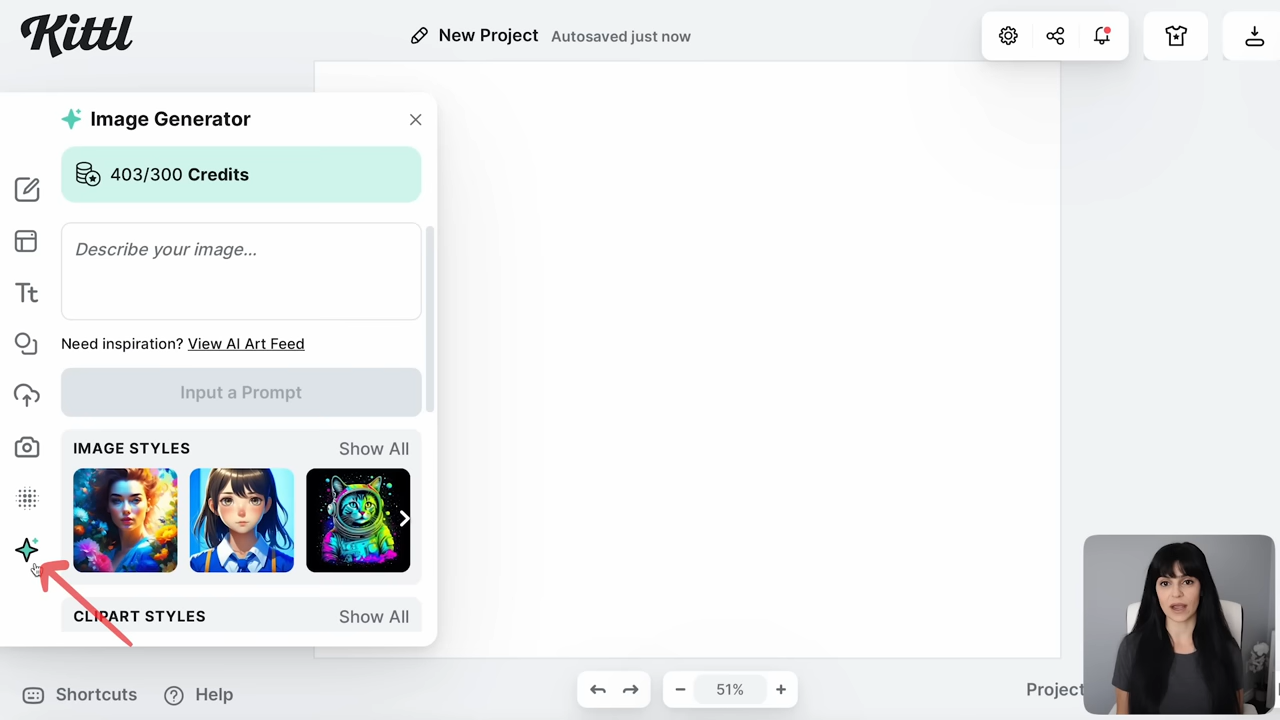 Kittl
New Project Autosaved just now
Image Generator
403/300 Credits
Describe your image...
Need inspiration? View AI Art Feed
Input a Prompt
IMAGE STYLES Show All
CLIPART STYLES Show All
Tt
Shortcuts Help
51%
Project